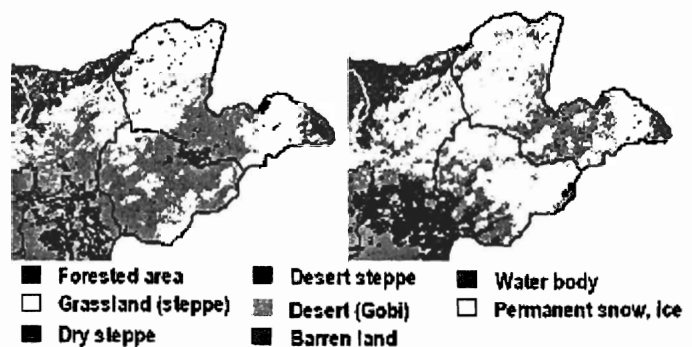 Forested area
Desert steppe
Water body
Grassland (steppe)
Desert (Gobi)
Permanent snow, ice
Dry steppe
Barren land